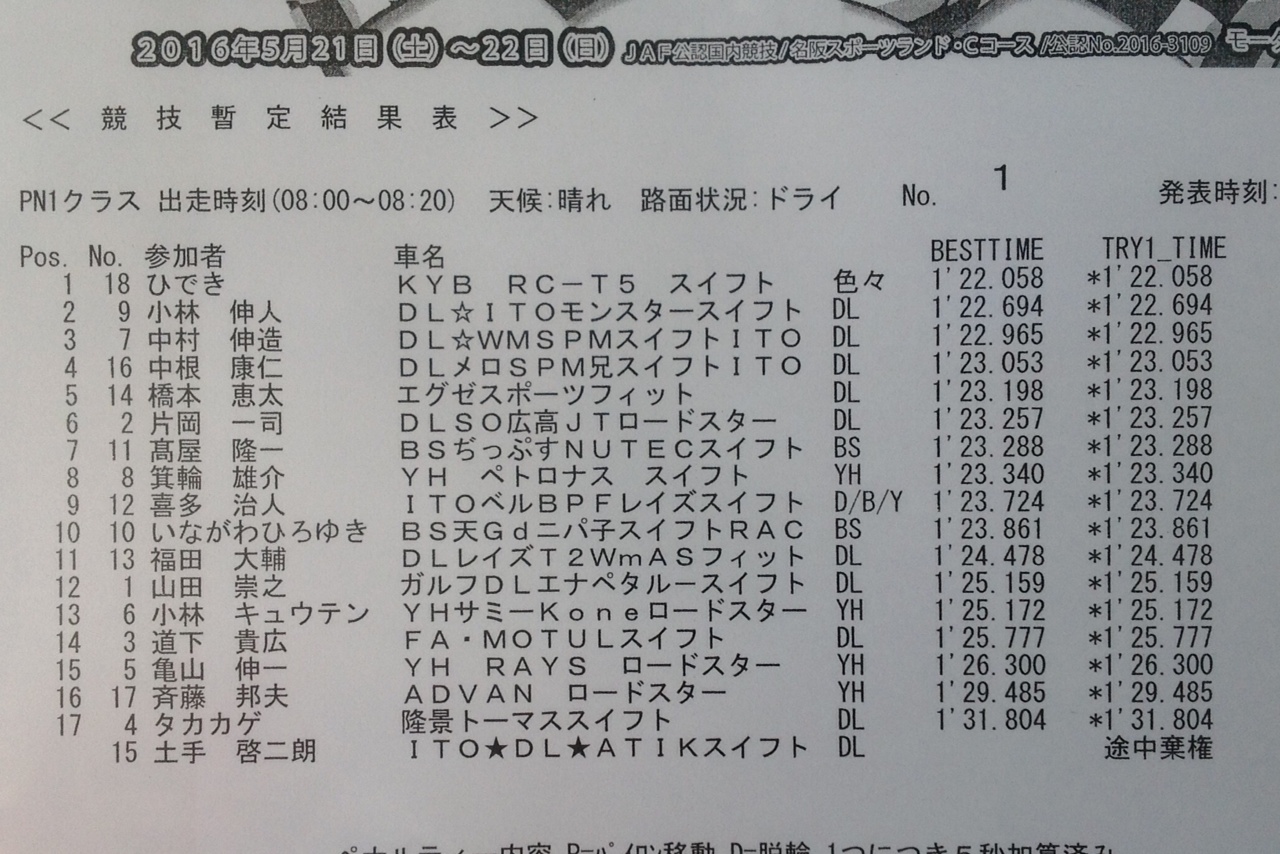 2016年5月21日(土)～22日(日) JAF公認国内競技/名阪スポーツランド・Cコース/公認No.2016-3109
<< 競 技 暫 定 結 果 表 >>
PN1クラス 出走時刻(08:00～08:20) 天候:晴れ 路面状況:ドライ No. 1 発表時刻:
Pos. No. 参加者 車名 BESTTIME TRY1_TIME
1 18 ひでき ＫＹＢ ＲＣ－Ｔ５ スイフト 色々 1'22.058 *1'22.058
2 9 小林 伸人 ＤＬ☆ＩＴＯモンスタースイフト DL 1'22.694 *1'22.694
3 7 中村 伸造 ＤＬ☆ＷＭＳＰＭスイフトＩＴＯ DL 1'22.965 *1'22.965
4 16 中根 康仁 ＤＬメロＳＰＭ兄スイフトＩＴＯ DL 1'23.053 *1'23.053
5 14 橋本 恵太 エグゼスポーツフィット DL 1'23.198 *1'23.198
6 2 片岡 一司 ＤＬＳＯ広高ＪＴロードスター DL 1'23.257 *1'23.257
7 11 髙屋 隆一 ＢＳぢっぷすＮＵＴＥＣスイフト BS 1'23.288 *1'23.288
8 8 箕輪 雄介 ＹＨ ペトロナス スイフト YH 1'23.340 *1'23.340
9 12 喜多 治人 ＩＴＯベルＢＰＦレイズスイフト D/B/Y 1'23.724 *1'23.724
10 10 いながわひろゆき ＢＳ天Ｇｄニパ子スイフトＲＡＣ BS 1'23.861 *1'23.861
11 13 福田 大輔 ＤＬレイズＴ２ＷｍＡＳフィット DL 1'24.478 *1'24.478
12 1 山田 崇之 ガルフＤＬエナペタルースイフト DL 1'25.159 *1'25.159
13 6 小林 キュウテン ＹＨサミーＫｏｎｅロードスター YH 1'25.172 *1'25.172
14 3 道下 貴広 ＦＡ・ＭＯＴＵＬスイフト DL 1'25.777 *1'25.777
15 5 亀山 伸一 ＹＨ ＲＡＹＳ ロードスター YH 1'26.300 *1'26.300
16 17 斉藤 邦夫 ＡＤＶＡＮ ロードスター YH 1'29.485 *1'29.485
17 4 タカカゲ 隆景トーマススイフト DL 1'31.804 *1'31.804
15 土手 啓二朗 ＩＴＯ★ＤＬ★ＡＴＩＫスイフト DL 途中棄権
ペナルティー内容 P=ﾊﾟｲﾛﾝ移動 D=脱輪 1つにつき5秒加算済み